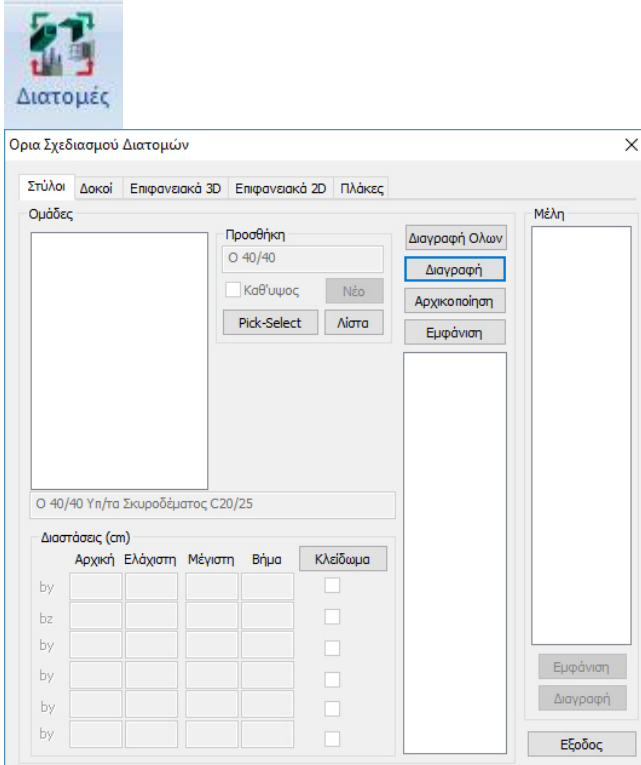 Διατομές
Ορια Σχεδιασμού Διατομών
Στύλοι Δοκοί Επιφανειακά 3D Επιφανειακά 2D Πλάκες
Ομάδες
Προσθήκη
O 40/40
Καθ'υψος Νέο
Pick-Select Λίστα
Διαγραφή Ολων
Διαγραφή
Αρχικοποίηση
Εμφάνιση
Μέλη
O 40/40 Υπ/τα Σκυροδέματος C20/25
Διαστάσεις (cm)
Αρχική Ελάχιστη Μέγιστη Βήμα Κλείδωμα
by
bz
by
by
by
by
Εμφάνιση
Διαγραφή
Εξοδος